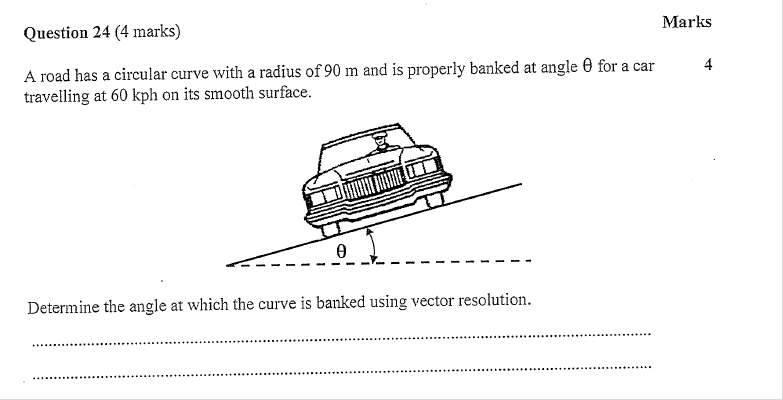 Marks
Question 24 (4 marks)
A road has a circular curve with a radius of 90 m and is properly banked at angle θ for a car 4
travelling at 60 kph on its smooth surface.
θ
Determine the angle at which the curve is banked using vector resolution.